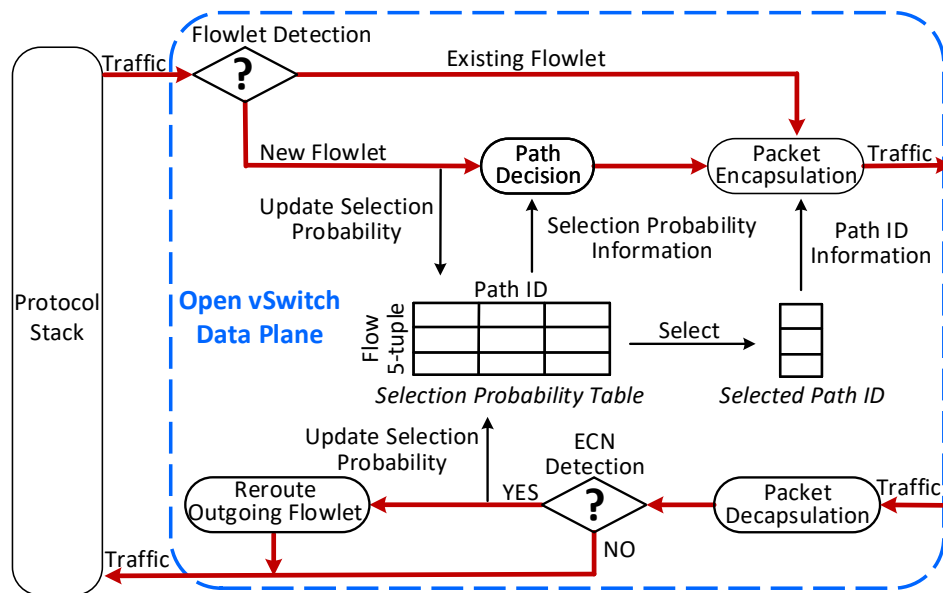 Flowlet Detection
Traffic
?
Existing Flowlet
New Flowlet
Path
Decision
Packet
Encapsulation
Traffic
Update Selection
Probability
Selection Probability
Information
Path ID
Information
Protocol
Stack
Open vSwitch
Data Plane
Path ID
Flow
5-tuple
Select
Selection Probability Table
Selected Path ID
Update Selection
Probability
ECN
Detection
Reroute
Outgoing Flowlet
YES
?
Packet
Decapsulation
Traffic
NO
Traffic